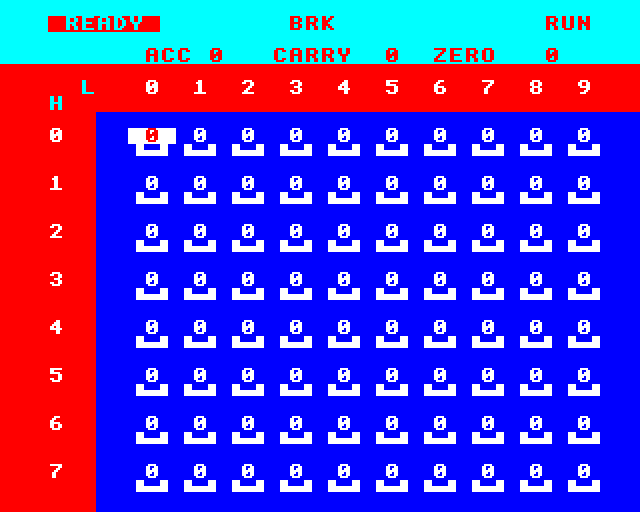 READY BRK RUN
ACC 0 CARRY 0 ZERO 0
L 0 1 2 3 4 5 6 7 8 9
H
0 0 0 0 0 0 0 0 0 0 0
1 0 0 0 0 0 0 0 0 0 0
2 0 0 0 0 0 0 0 0 0 0
3 0 0 0 0 0 0 0 0 0 0
4 0 0 0 0 0 0 0 0 0 0
5 0 0 0 0 0 0 0 0 0 0
6 0 0 0 0 0 0 0 0 0 0
7 0 0 0 0 0 0 0 0 0 0